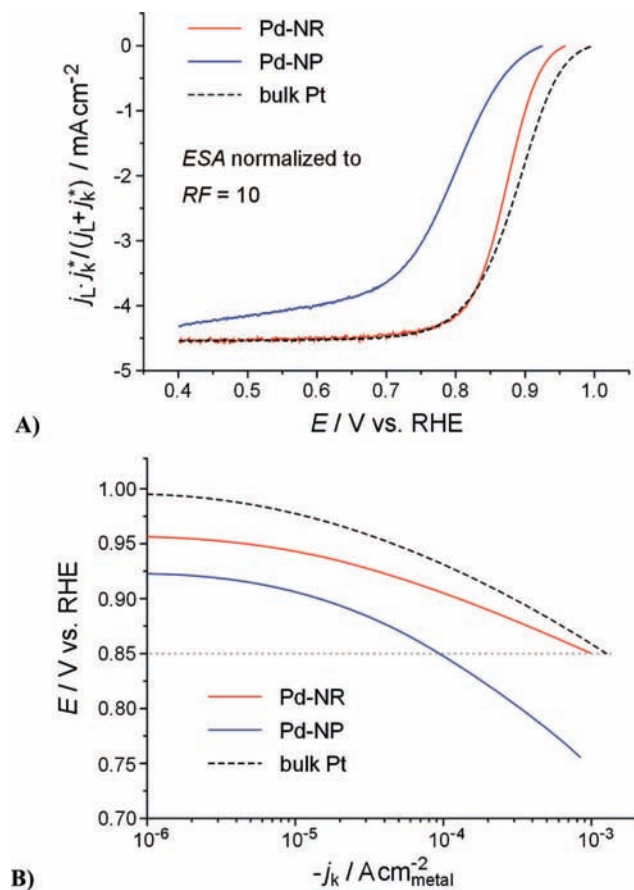 Pd-NR
Pd-NP
bulk Pt
ESA normalized to
RF = 10
j_L·j_k^*/(j_L+j_k^*) / mA cm^-2
0
-1
-2
-3
-4
-5
0.4 0.5 0.6 0.7 0.8 0.9 1.0
E / V vs. RHE
A)
E / V vs. RHE
1.00
0.95
0.90
0.85
0.80
0.75
0.70
Pd-NR
Pd-NP
bulk Pt
10^-6 10^-5 10^-4 10^-3
-j_k / A cm^-2_metal
B)